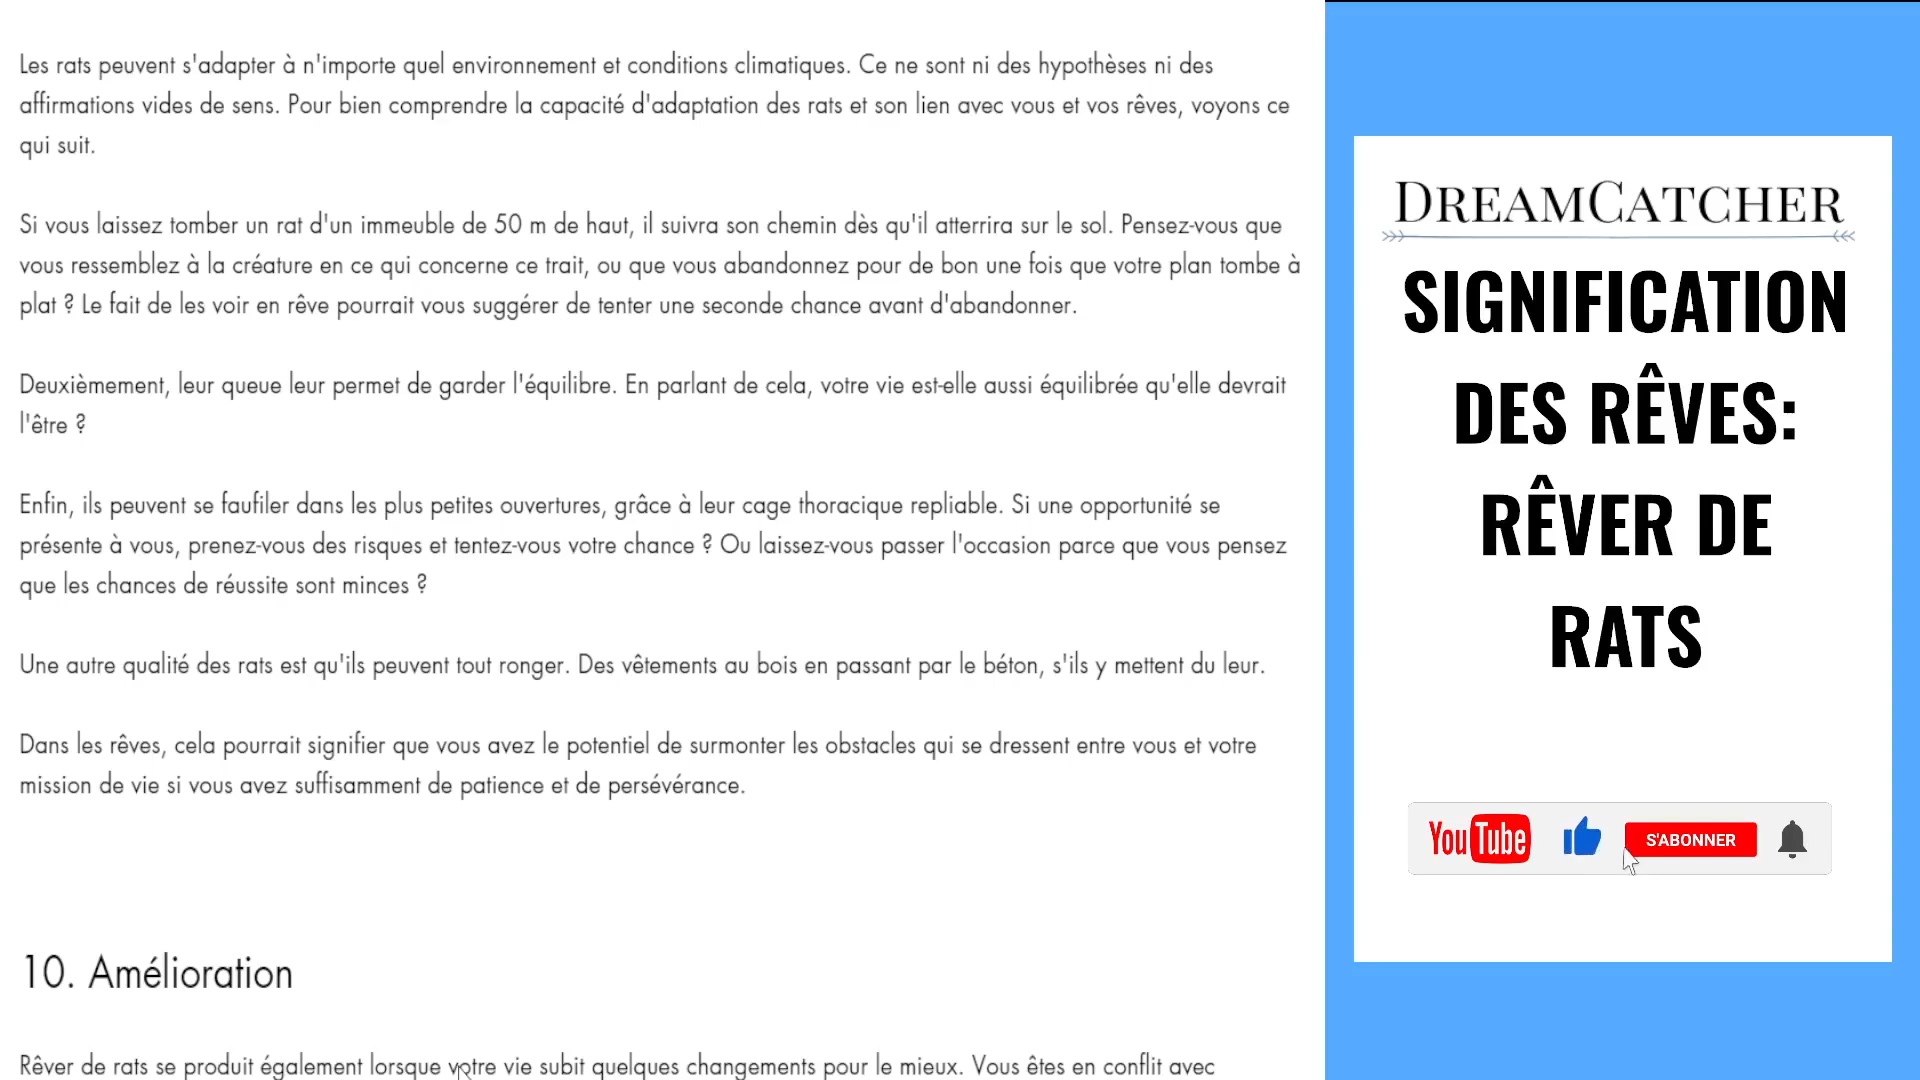 Les rats peuvent s'adapter à n'importe quel environnement et conditions climatiques. Ce ne sont ni des hypothèses ni des
affirmations vides de sens. Pour bien comprendre la capacité d'adaptation des rats et son lien avec vous et vos rêves, voyons ce
qui suit.
Si vous laissez tomber un rat d'un immeuble de 50 m de haut, il suivra son chemin dès qu'il atterrira sur le sol. Pensez-vous que
vous ressemblez à la créature en ce qui concerne ce trait, ou que vous abandonnez pour de bon une fois que votre plan tombe à
plat ? Le fait de les voir en rêve pourrait vous suggérer de tenter une seconde chance avant d'abandonner.
Deuxièmement, leur queue leur permet de garder l'équilibre. En parlant de cela, votre vie est-elle aussi équilibrée qu'elle devrait
l'être ?
Enfin, ils peuvent se faufiler dans les plus petites ouvertures, grâce à leur cage thoracique repliable. Si une opportunité se
présente à vous, prenez-vous des risques et tentez-vous votre chance ? Ou laissez-vous passer l'occasion parce que vous pensez
que les chances de réussite sont minces ?
Une autre qualité des rats est qu'ils peuvent tout ronger. Des vêtements au bois en passant par le béton, s'ils y mettent du leur.
Dans les rêves, cela pourrait signifier que vous avez le potentiel de surmonter les obstacles qui se dressent entre vous et votre
mission de vie si vous avez suffisamment de patience et de persévérance.
10. Amélioration
Rêver de rats se produit également lorsque votre vie subit quelques changements pour le mieux. Vous êtes en conflit avec
DREAMCATCHER
SIGNIFICATION
DES RÊVES:
RÊVER DE
RATS
YouTube
S'ABONNER